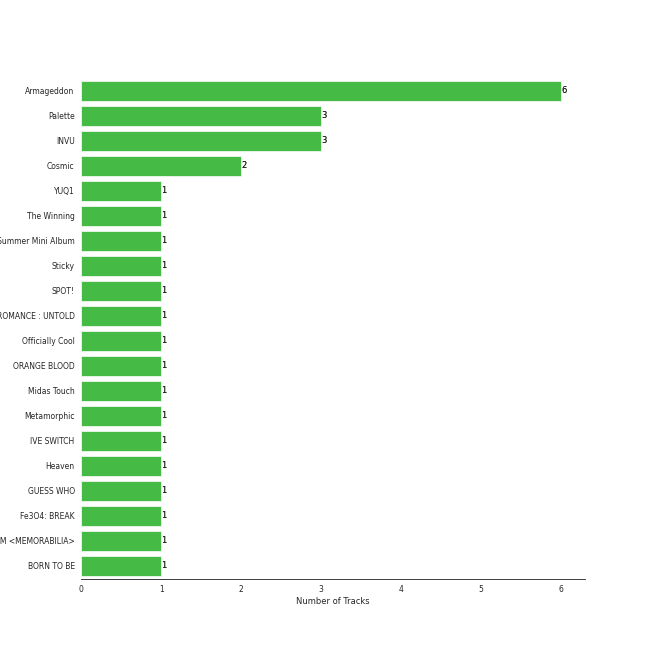 Armageddon 6
Palette 3
INVU 3
Cosmic 2
YUQ1 1
The Winning 1
Summer Mini Album 1
Sticky 1
SPOT! 1
ROMANCE : UNTOLD 1
Officially Cool 1
ORANGE BLOOD 1
Midas Touch 1
Metamorphic 1
IVE SWITCH 1
Heaven 1
GUESS WHO 1
Fe3O4: BREAK 1
M <MEMORABILIA> 1
BORN TO BE 1
0 1 2 3 4 5 6
Number of Tracks